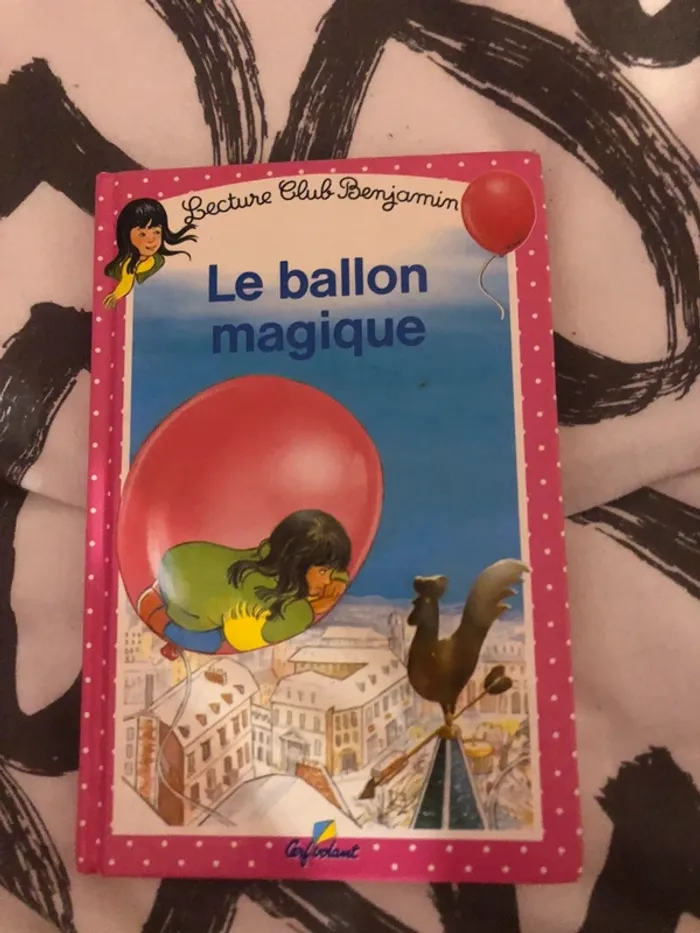 Lecture Club Benjamin
Le ballon
magique
Cerf volant